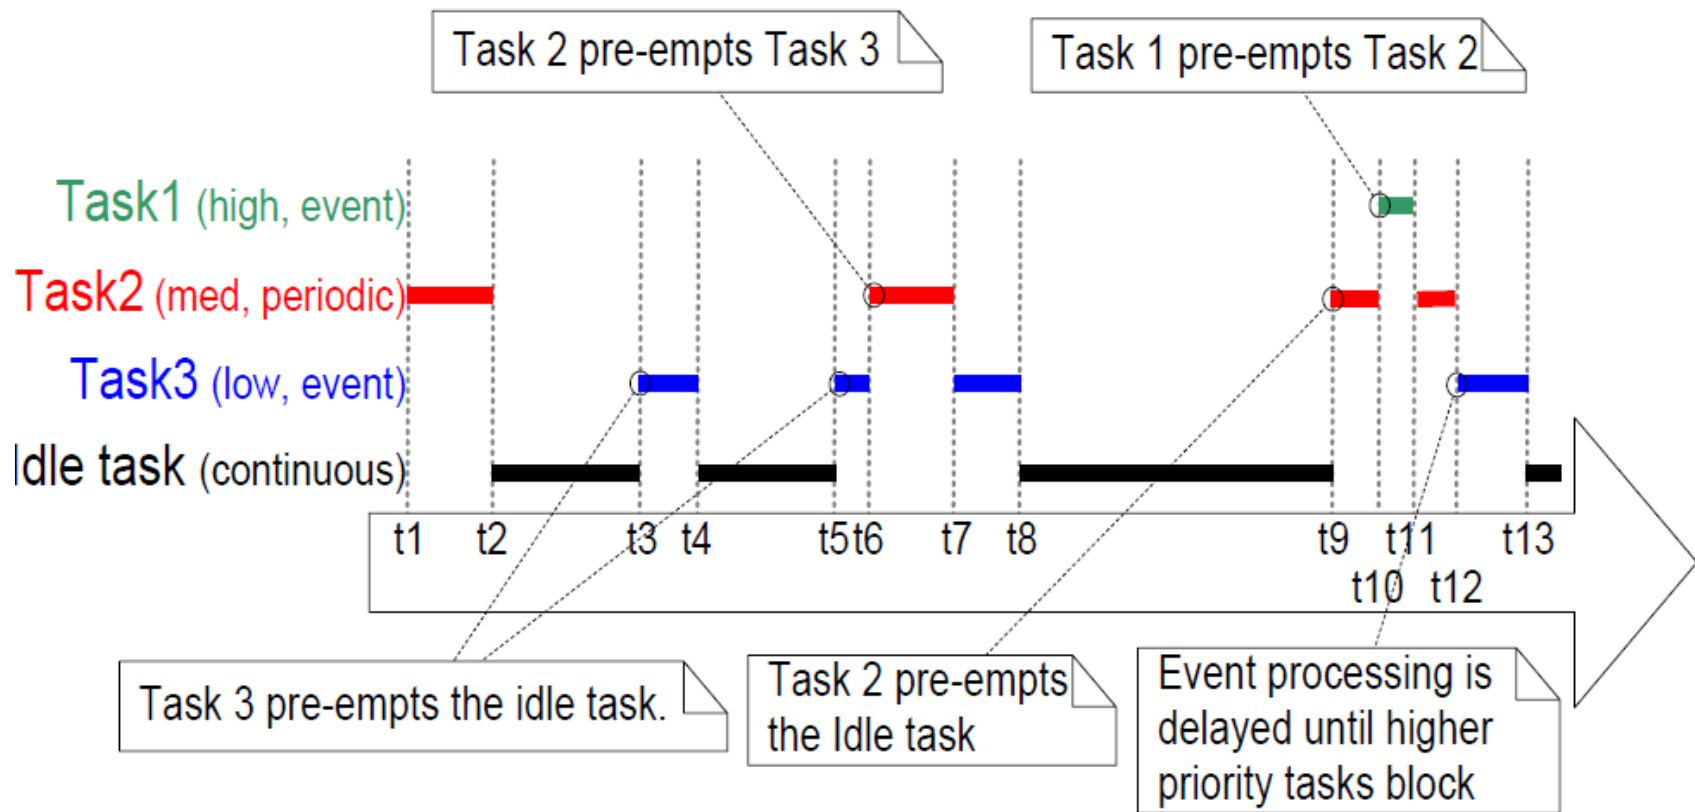 Task 2 pre-empts Task 3
Task 1 pre-empts Task 2
Task1 (high, event)
Task2 (med, periodic)
Task3 (low, event)
Idle task (continuous)
t1 t2 t3 t4 t5 t6 t7 t8 t9 t11 t13
t10 t12
Task 3 pre-empts the idle task.
Task 2 pre-empts
the Idle task
Event processing is
delayed until higher
priority tasks block